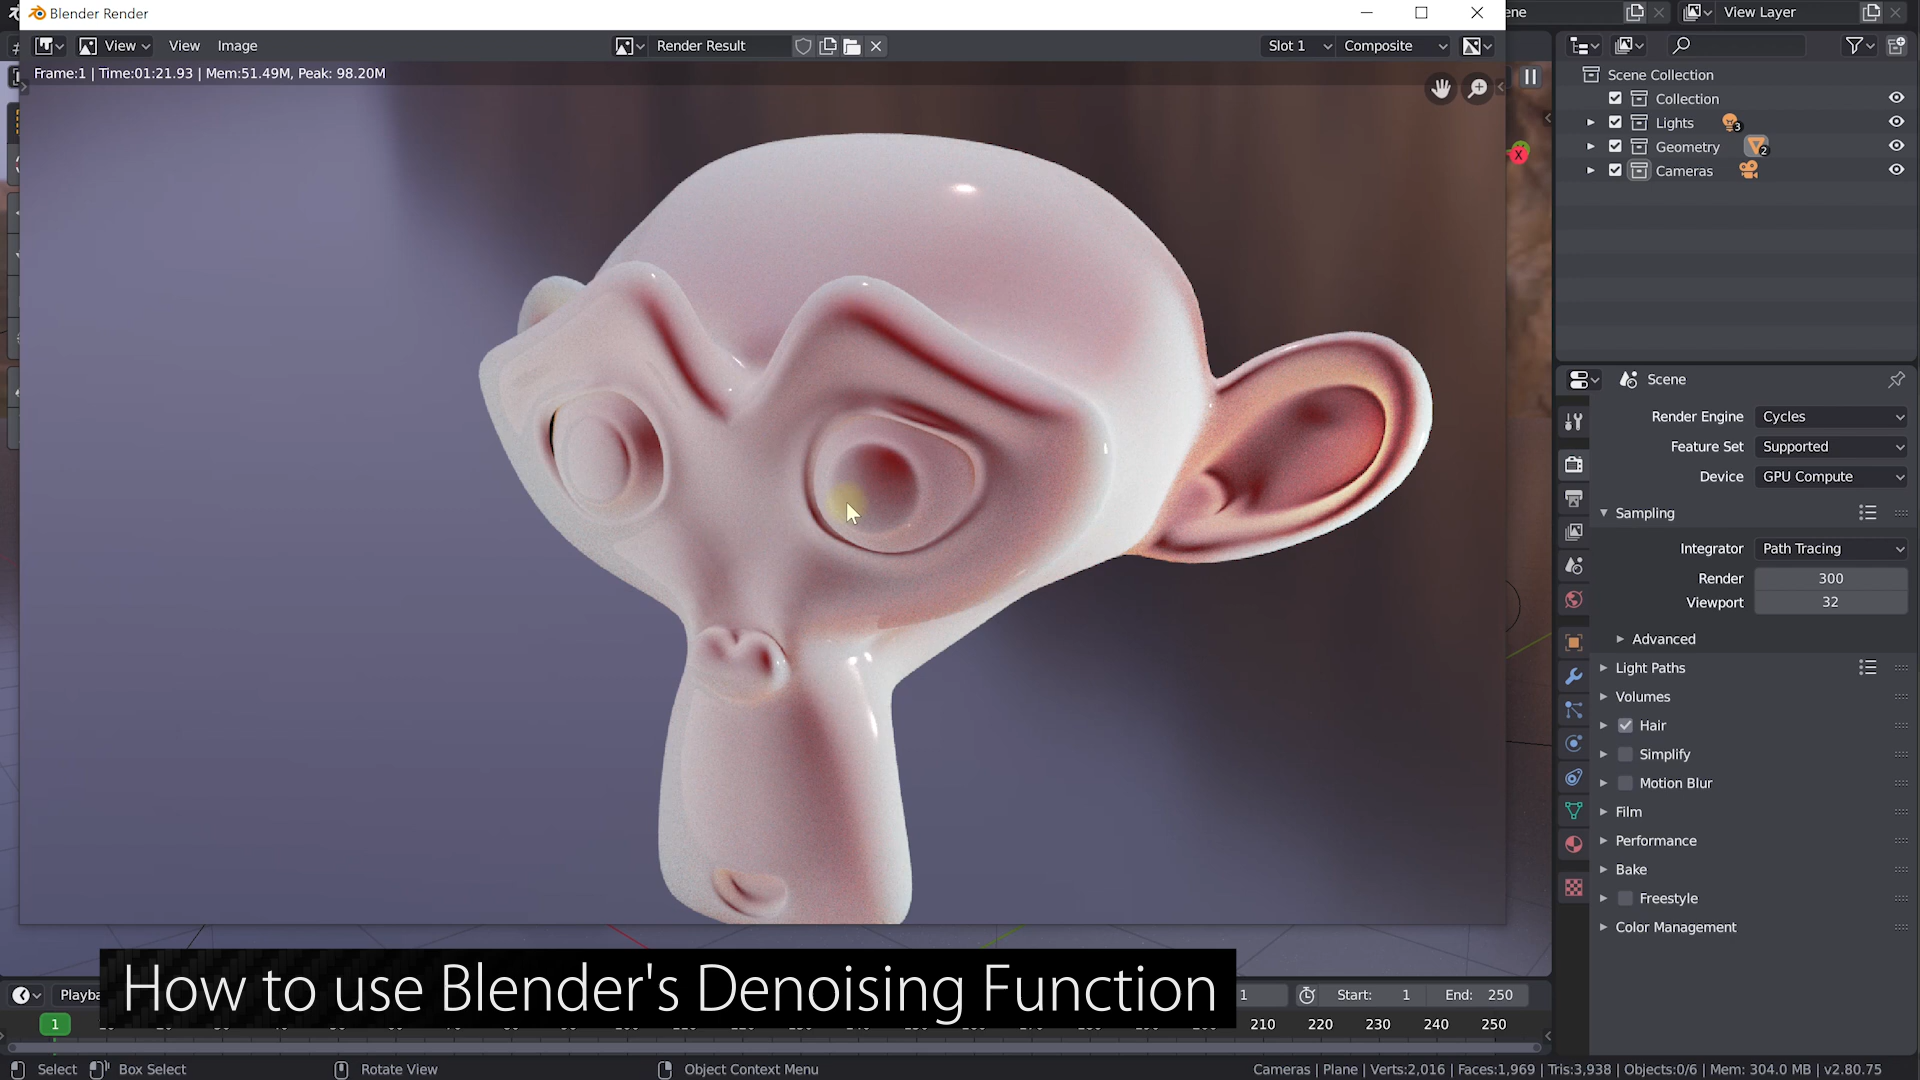 Blender Render
ene
View Layer
View View Image
Render Result
Slot 1 Composite
Frame:1 | Time:01:21.93 | Mem:51.49M, Peak: 98.20M
Scene Collection
Collection
Lights 3
Geometry 2
Cameras
X
Scene
Render Engine Cycles
Feature Set Supported
Device GPU Compute
Sampling
Integrator Path Tracing
Render 300
Viewport 32
Advanced
Light Paths
Volumes
Hair
Simplify
Motion Blur
Film
Performance
Bake
Freestyle
Color Management
How to use Blender's Denoising Function
Playba
1 Start: 1 End: 250
1 210 220 230 240 250
Select Box Select Rotate View Object Context Menu
Cameras | Plane | Verts:2,016 | Faces:1,969 | Tris:3,938 | Objects:0/6 | Mem: 304.0 MB | v2.80.75